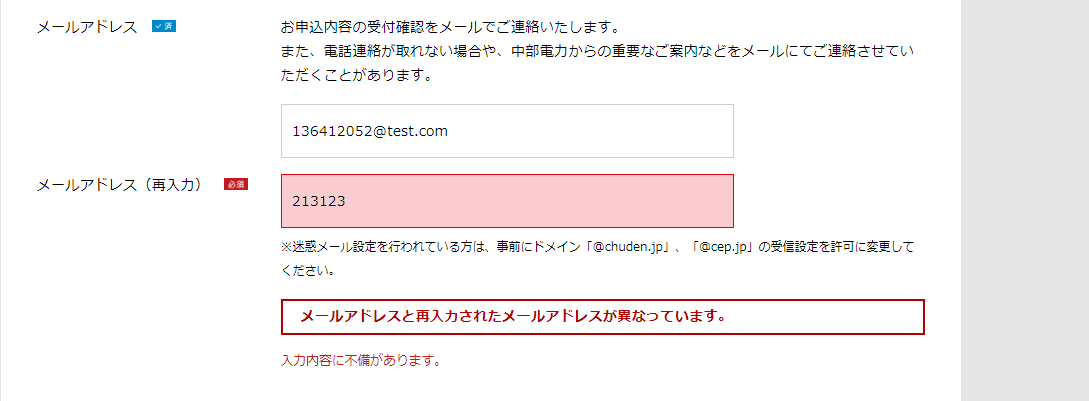 メールアドレス ✓ 済
お申込内容の受付確認をメールでご連絡いたします。
また、電話連絡が取れない場合や、中部電力からの重要なご案内などをメールにてご連絡させてい
ただくことがあります。
136412052@test.com
メールアドレス（再入力） 必須
213123
※迷惑メール設定を行われている方は、事前にドメイン「@chuden.jp」、「@cep.jp」の受信設定を許可に変更して
ください。
メールアドレスと再入力されたメールアドレスが異なっています。
入力内容に不備があります。